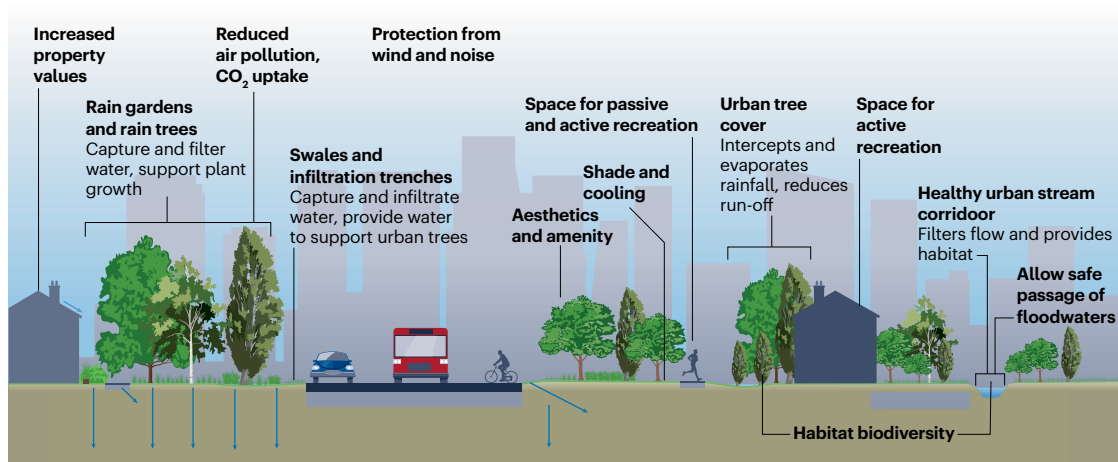 Increased
property
values
Reduced
air pollution,
CO₂ uptake
Protection from
wind and noise
Rain gardens
and rain trees
Capture and filter
water, support plant
growth
Swales and
infiltration trenches
Capture and infiltrate
water, provide water
to support urban trees
Space for passive
and active recreation
Aesthetics
and amenity
Shade and
cooling
Urban tree
cover
Intercepts and
evaporates
rainfall, reduces
run-off
Space for
active
recreation
Healthy urban stream
corridoor
Filters flow and provides
habitat
Allow safe
passage of
floodwaters
Habitat biodiversity